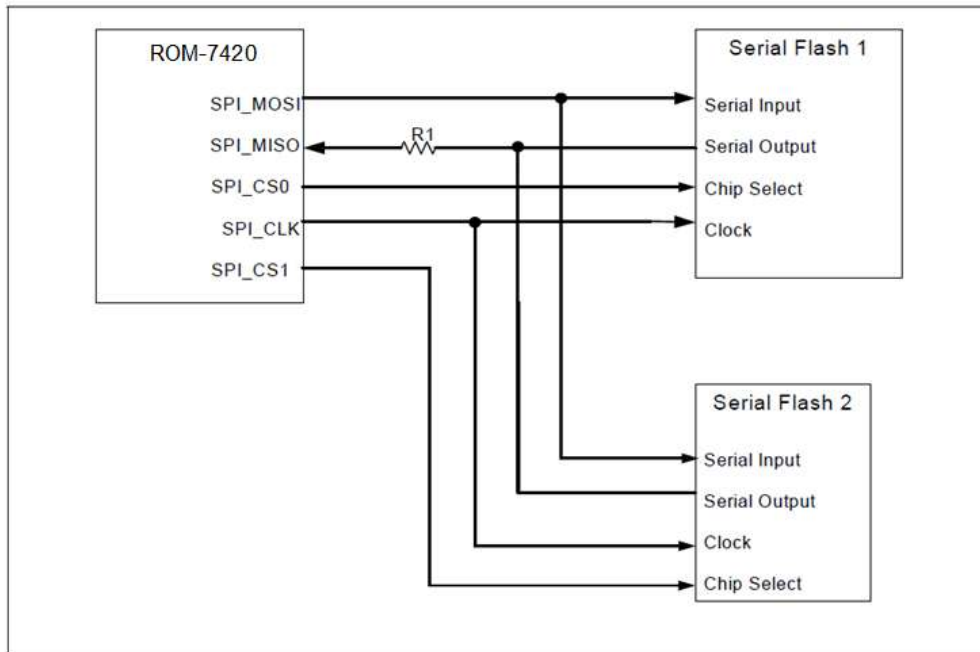 ROM-7420
SPI_MOSI
SPI_MISO
SPI_CS0
SPI_CLK
SPI_CS1
R1
Serial Flash 1
Serial Input
Serial Output
Chip Select
Clock
Serial Flash 2
Serial Input
Serial Output
Clock
Chip Select